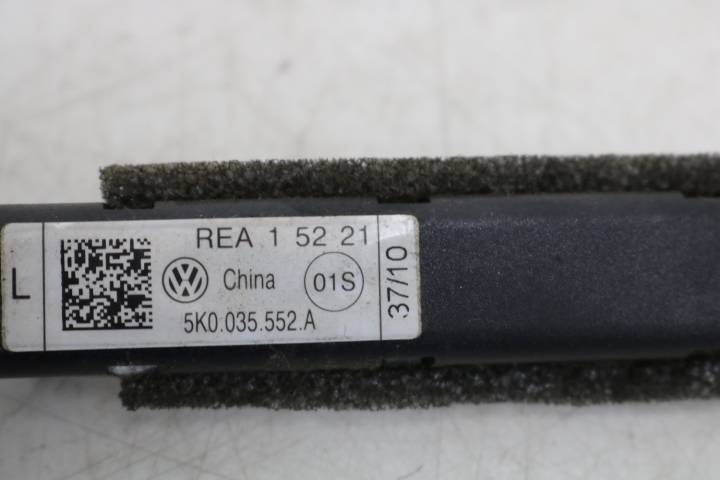 L
REA 1 52 21
China 01S
5K0.035.552.A
37/10